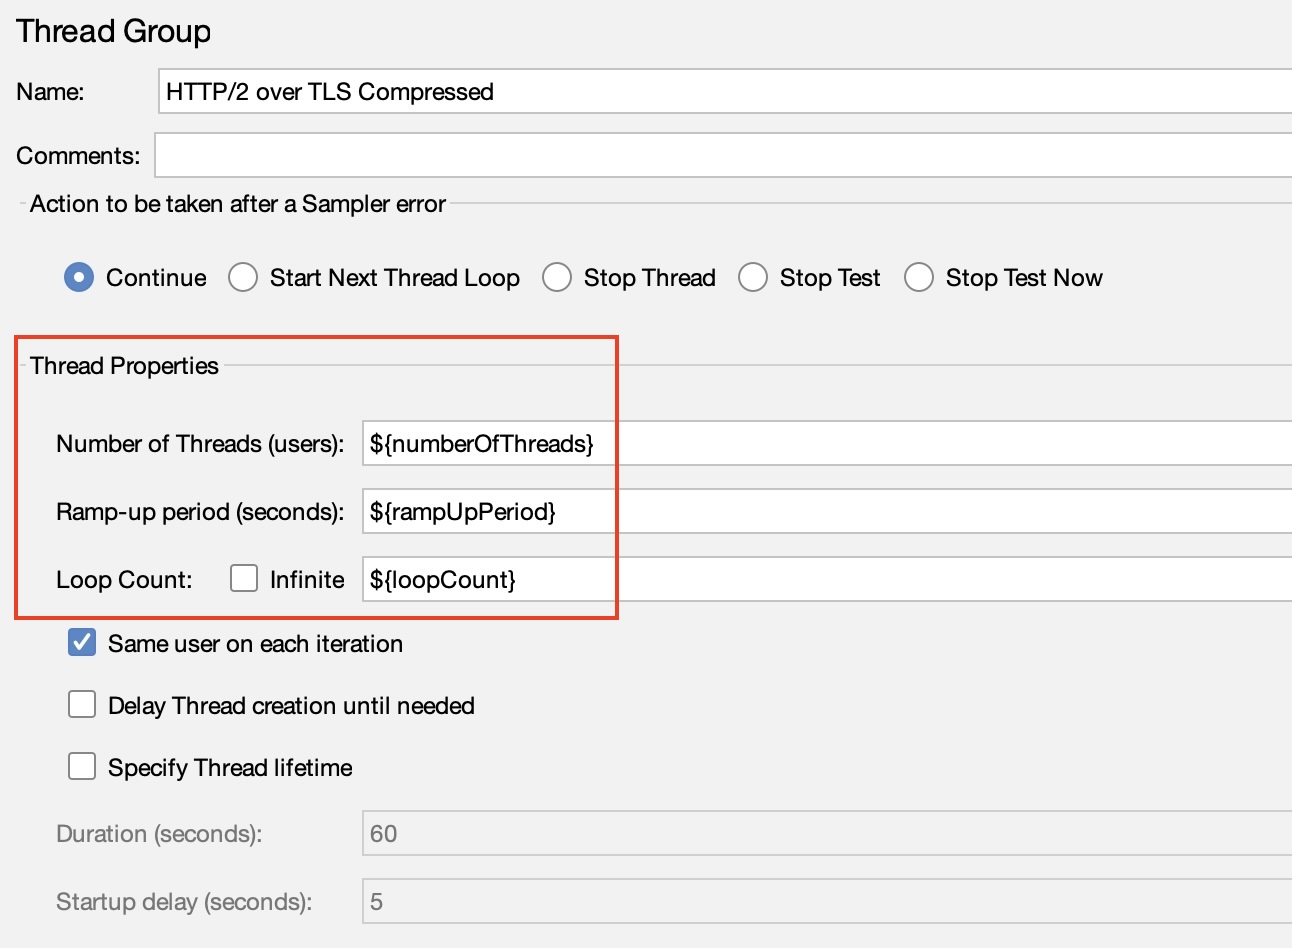 Thread Group
Name: HTTP/2 over TLS Compressed
Comments:
Action to be taken after a Sampler error
Continue Start Next Thread Loop Stop Thread Stop Test Stop Test Now
Thread Properties
Number of Threads (users): ${numberOfThreads}
Ramp-up period (seconds): ${rampUpPeriod}
Loop Count: Infinite ${loopCount}
Same user on each iteration
Delay Thread creation until needed
Specify Thread lifetime
Duration (seconds): 60
Startup delay (seconds): 5